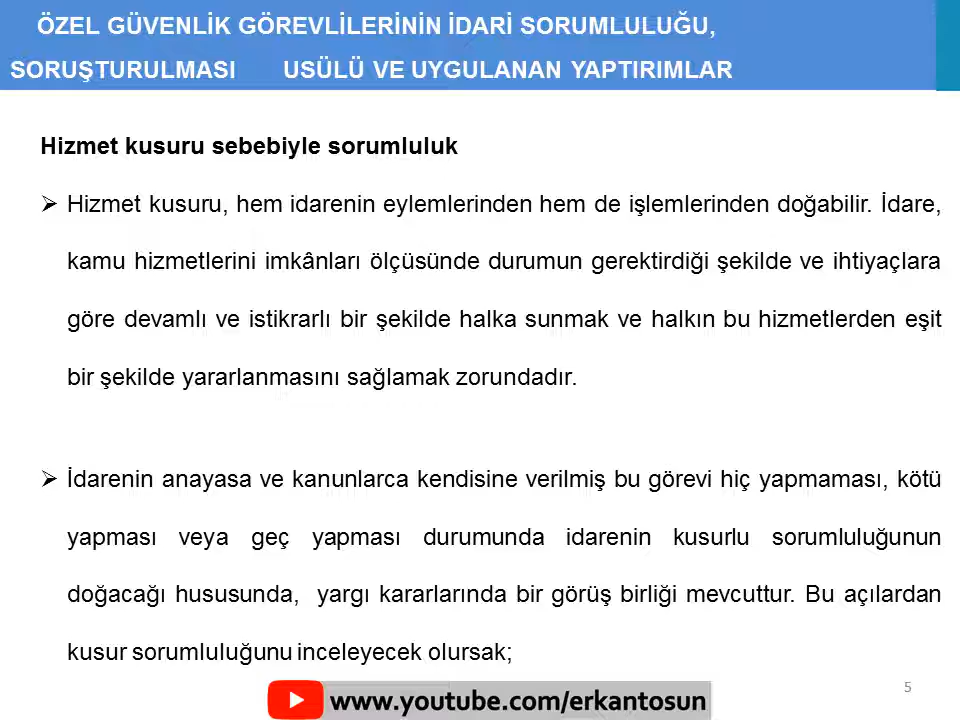 ÖZEL GÜVENLİK GÖREVLİLERİNİN İDARİ SORUMLULUĞU,
SORUŞTURULMASI USÜLÜ VE UYGULANAN YAPTIRIMLAR
Hizmet kusuru sebebiyle sorumluluk
➢ Hizmet kusuru, hem idarenin eylemlerinden hem de işlemlerinden doğabilir. İdare,
kamu hizmetlerini imkânları ölçüsünde durumun gerektirdiği şekilde ve ihtiyaçlara
göre devamlı ve istikrarlı bir şekilde halka sunmak ve halkın bu hizmetlerden eşit
bir şekilde yararlanmasını sağlamak zorundadır.
➢ İdarenin anayasa ve kanunlarca kendisine verilmiş bu görevi hiç yapmaması, kötü
yapması veya geç yapması durumunda idarenin kusurlu sorumluluğunun
doğacağı hususunda, yargı kararlarında bir görüş birliği mevcuttur. Bu açılardan
kusur sorumluluğunu inceleyecek olursak;
www.youtube.com/erkantosun
5